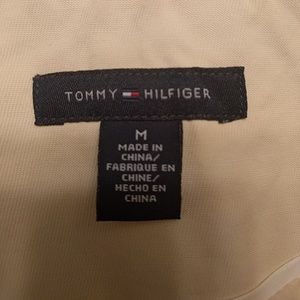 TOMMY HILFIGER
M
MADE IN
CHINA/
FABRIQUE EN
CHINE/
HECHO EN
CHINA